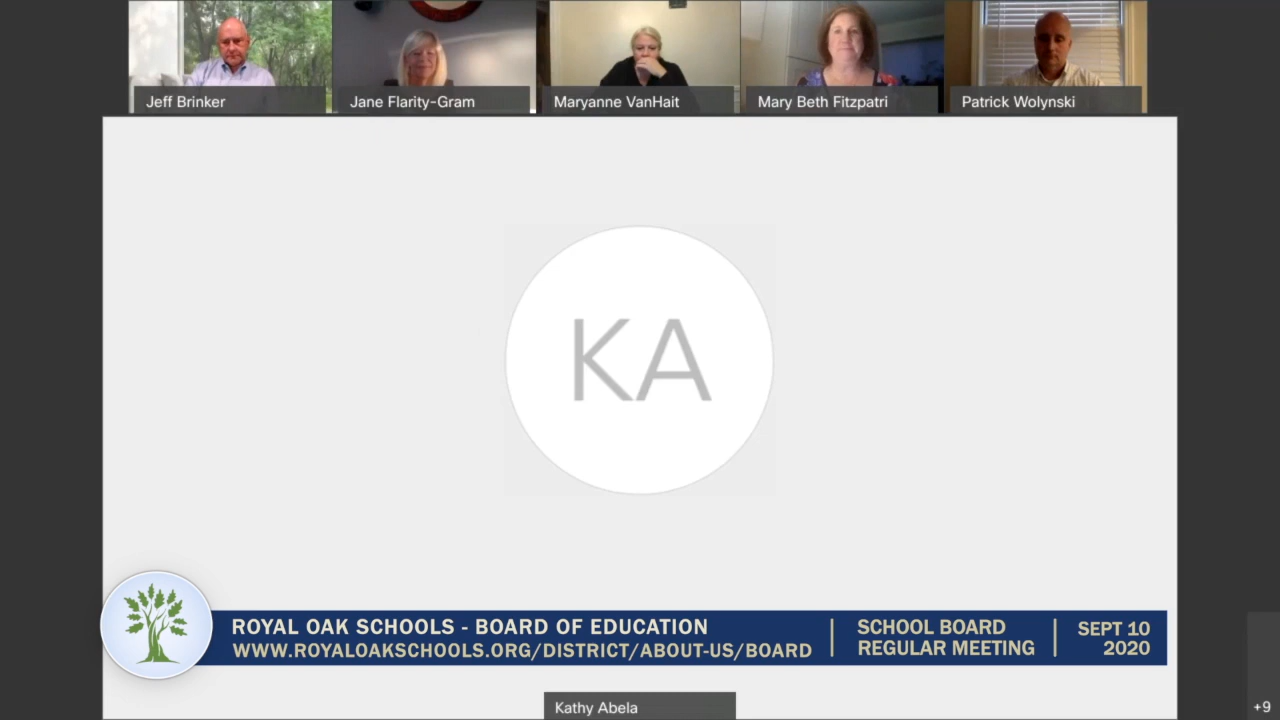 Jeff Brinker
Jane Flarity-Gram
Maryanne VanHait
Mary Beth Fitzpatri
Patrick Wolynski
KA
ROYAL OAK SCHOOLS - BOARD OF EDUCATION
WWW.ROYALOAKSCHOOLS.ORG/DISTRICT/ABOUT-US/BOARD
SCHOOL BOARD
REGULAR MEETING
SEPT 10
2020
Kathy Abela
+9